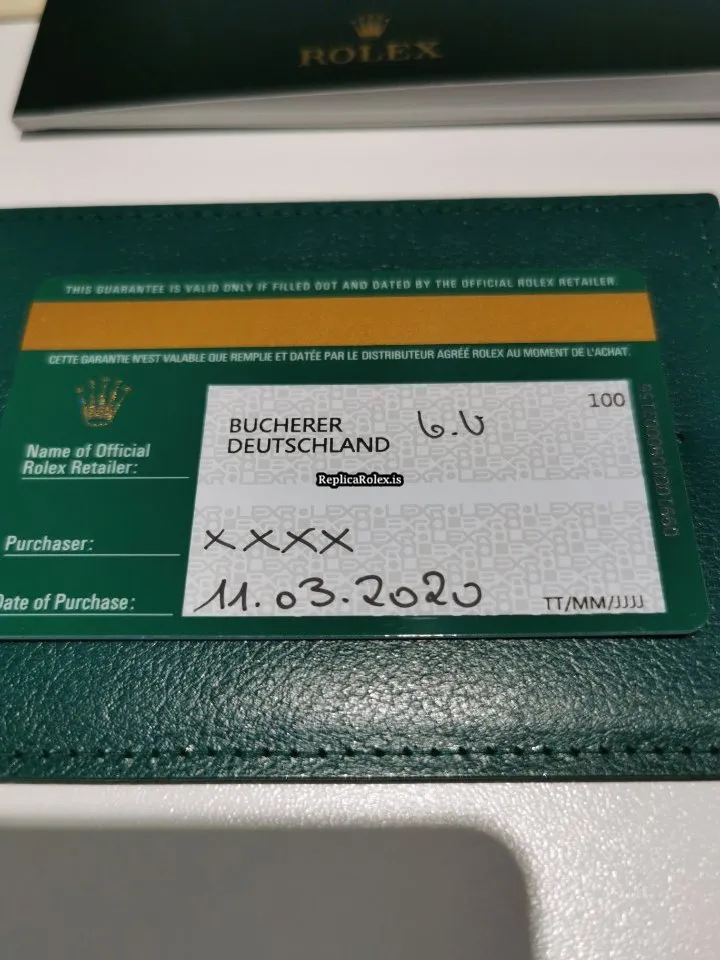 ROLEX
THIS GUARANTEE IS VALID ONLY IF FILLED OUT AND DATED BY THE OFFICIAL ROLEX RETAILER.
CETTE GARANTIE N'EST VALABLE QUE REMPLIE ET DATÉE PAR LE DISTRIBUTEUR AGRÉÉ ROLEX AU MOMENT DE L'ACHAT.
100
BUCHERER
DEUTSCHLAND
Name of Official
Rolex Retailer:
ReplicaRolex.is
Purchaser: XXXX
Date of Purchase: 11.03.2020 TT/MM/JJJJ